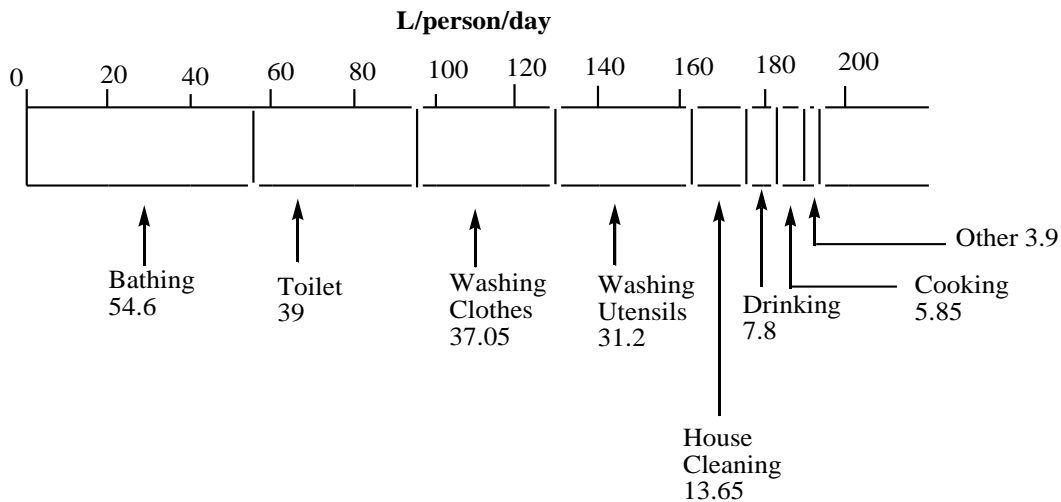 L/person/day
0 20 40 60 80 100 120 140 160 180 200
Bathing
54.6
Toilet
39
Washing
Clothes
37.05
Washing
Utensils
31.2
House
Cleaning
13.65
Drinking
7.8
Cooking
5.85
Other 3.9